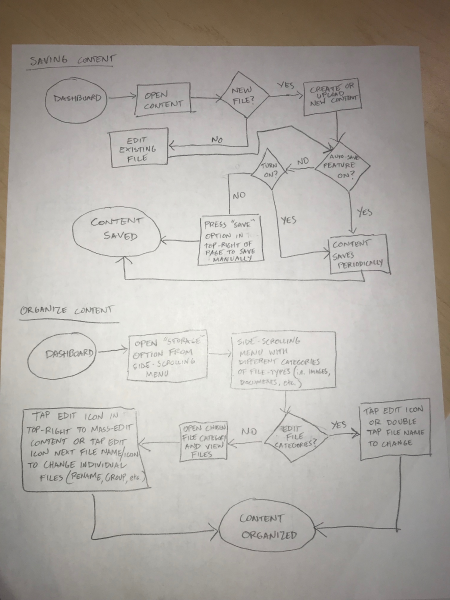 SAVING CONTENT
DASHBOARD
OPEN
CONTENT
NEW
FILE?
YES
CREATE OR
UPLOAD
NEW CONTENT
NO
EDIT
EXISTING
FILE
AUTO-SAVE
FEATURE
ON?
NO
TURN
ON?
NO
YES
YES
PRESS "SAVE"
OPTION IN
TOP-RIGHT OF
PAGE TO SAVE
MANUALLY
CONTENT
SAVES
PERIODICALLY
CONTENT
SAVED
ORGANIZE CONTENT
DASHBOARD
OPEN "STORAGE"
OPTION FROM
SIDE-SCROLLING
MENU
SIDE-SCROLLING
MENU WITH
DIFFERENT CATEGORIES
OF FILE-TYPES (i.e. IMAGES,
DOCUMENTS, etc.)
EDIT
FILE
CATEGORIES?
YES
TAP EDIT ICON
OR DOUBLE
TAP FILE NAME
TO CHANGE
NO
OPEN CHOSEN
FILE CATEGORY
AND VIEW
FILES
TAP EDIT ICON IN
TOP-RIGHT TO MASS-EDIT
CONTENT OR TAP EDIT
ICON NEXT FILE NAME/ICON
TO CHANGE INDIVIDUAL
FILES (RENAME, GROUP, etc.)
CONTENT
ORGANIZED